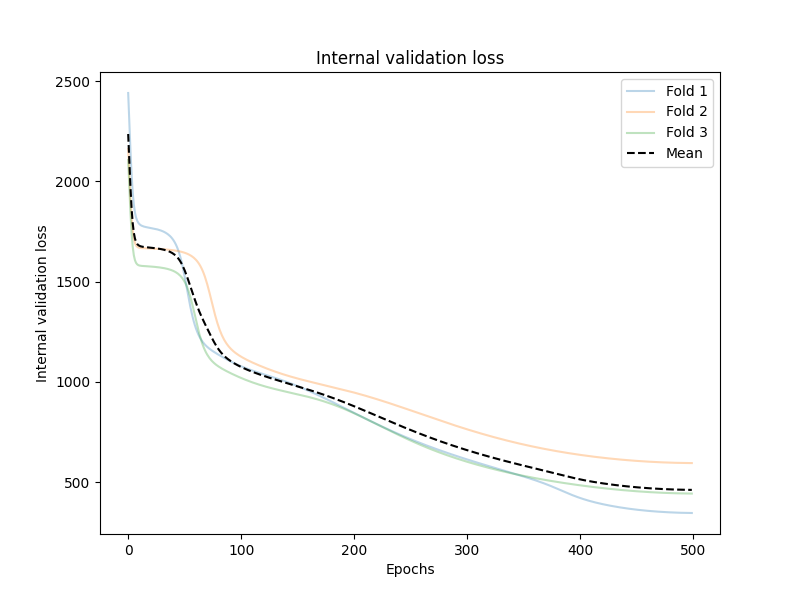 Internal validation loss
Fold 1
Fold 2
Fold 3
Mean
Internal validation loss
2500
2000
1500
1000
500
0
100
200
300
400
500
Epochs